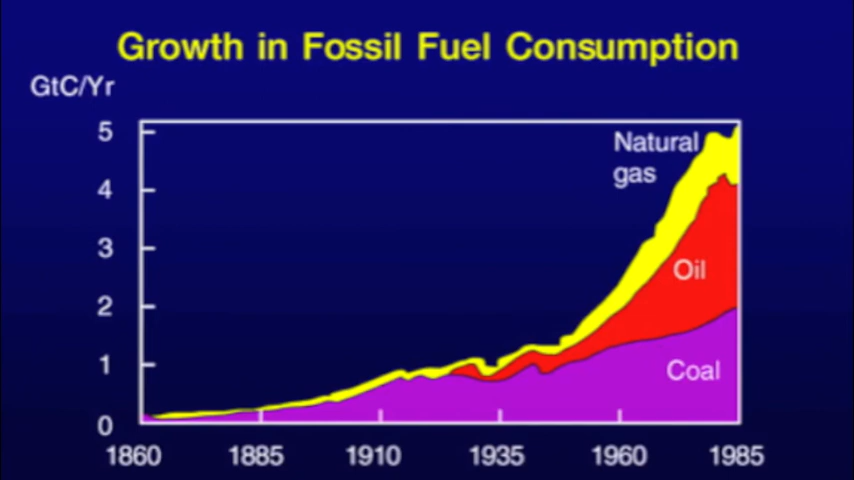 Growth in Fossil Fuel Consumption
GtC/Yr
5
Natural
gas
4
3
Oil
2
1
Coal
0
1860 1885 1910 1935 1960 1985